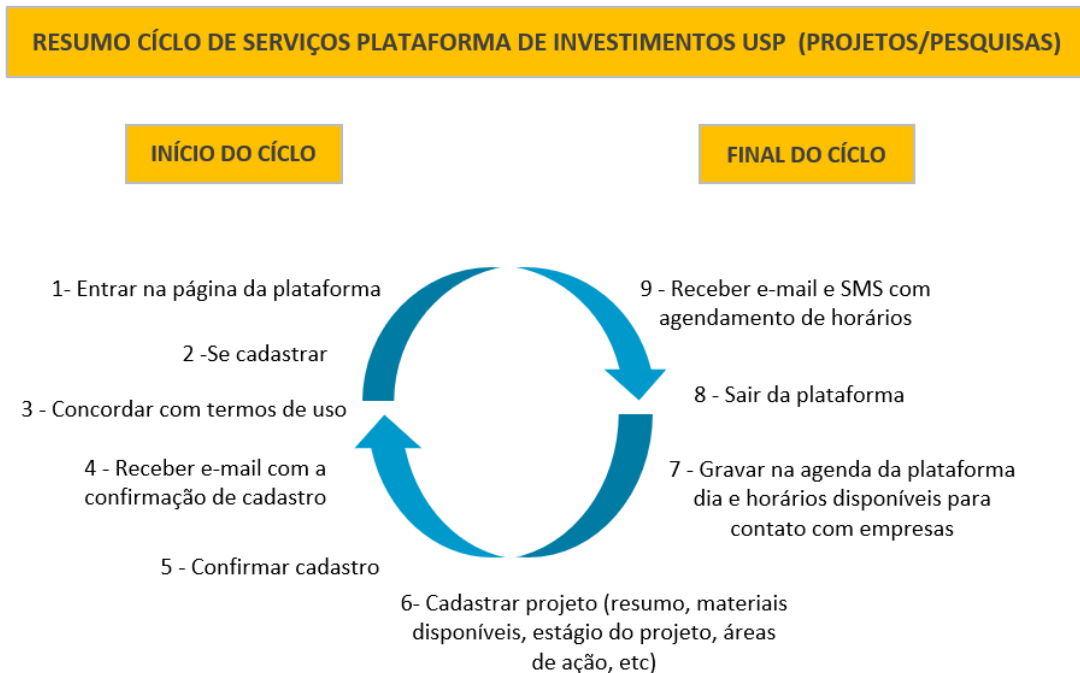 RESUMO CÍCLO DE SERVIÇOS PLATAFORMA DE INVESTIMENTOS USP (PROJETOS/PESQUISAS)
INÍCIO DO CÍCLO
FINAL DO CÍCLO
1- Entrar na página da plataforma
2 -Se cadastrar
3 - Concordar com termos de uso
4 - Receber e-mail com a
confirmação de cadastro
5 - Confirmar cadastro
6- Cadastrar projeto (resumo, materiais
disponíveis, estágio do projeto, áreas
de ação, etc)
7 - Gravar na agenda da plataforma
dia e horários disponíveis para
contato com empresas
8 - Sair da plataforma
9 - Receber e-mail e SMS com
agendamento de horários